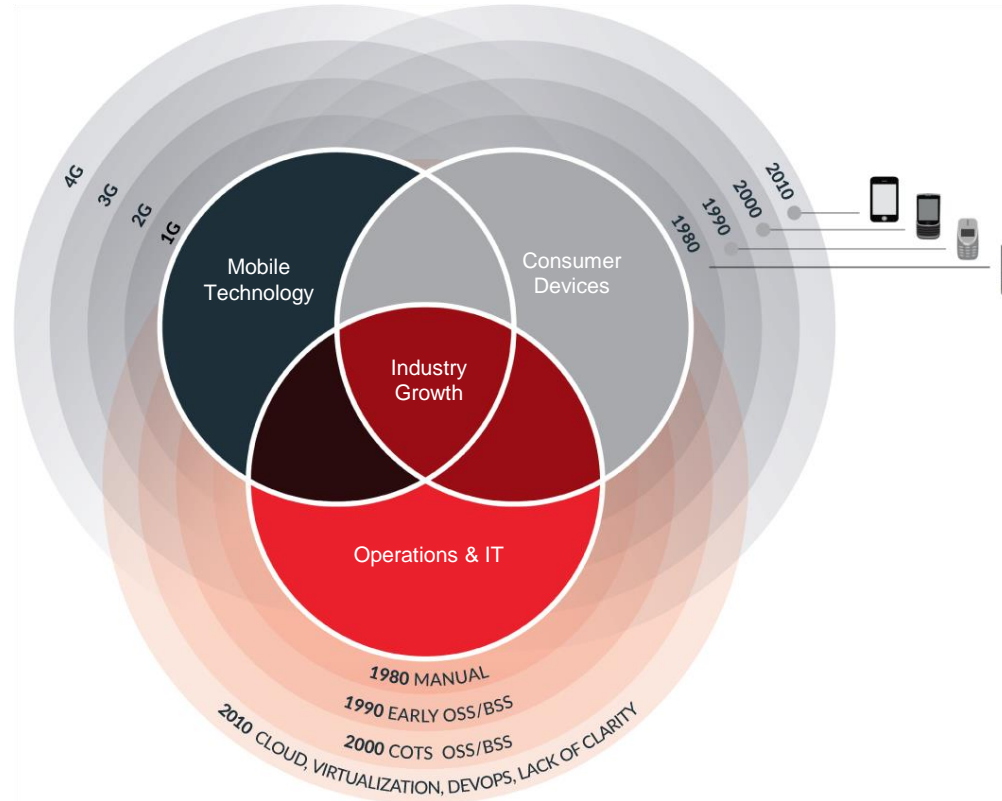 4G
3G
2G
1G
2010
2000
1990
1980
Mobile
Technology
Consumer
Devices
Industry
Growth
Operations & IT
1980 MANUAL
1990 EARLY OSS/BSS
2000 COTS OSS/BSS
2010 CLOUD, VIRTUALIZATION, DEVOPS, LACK OF CLARITY